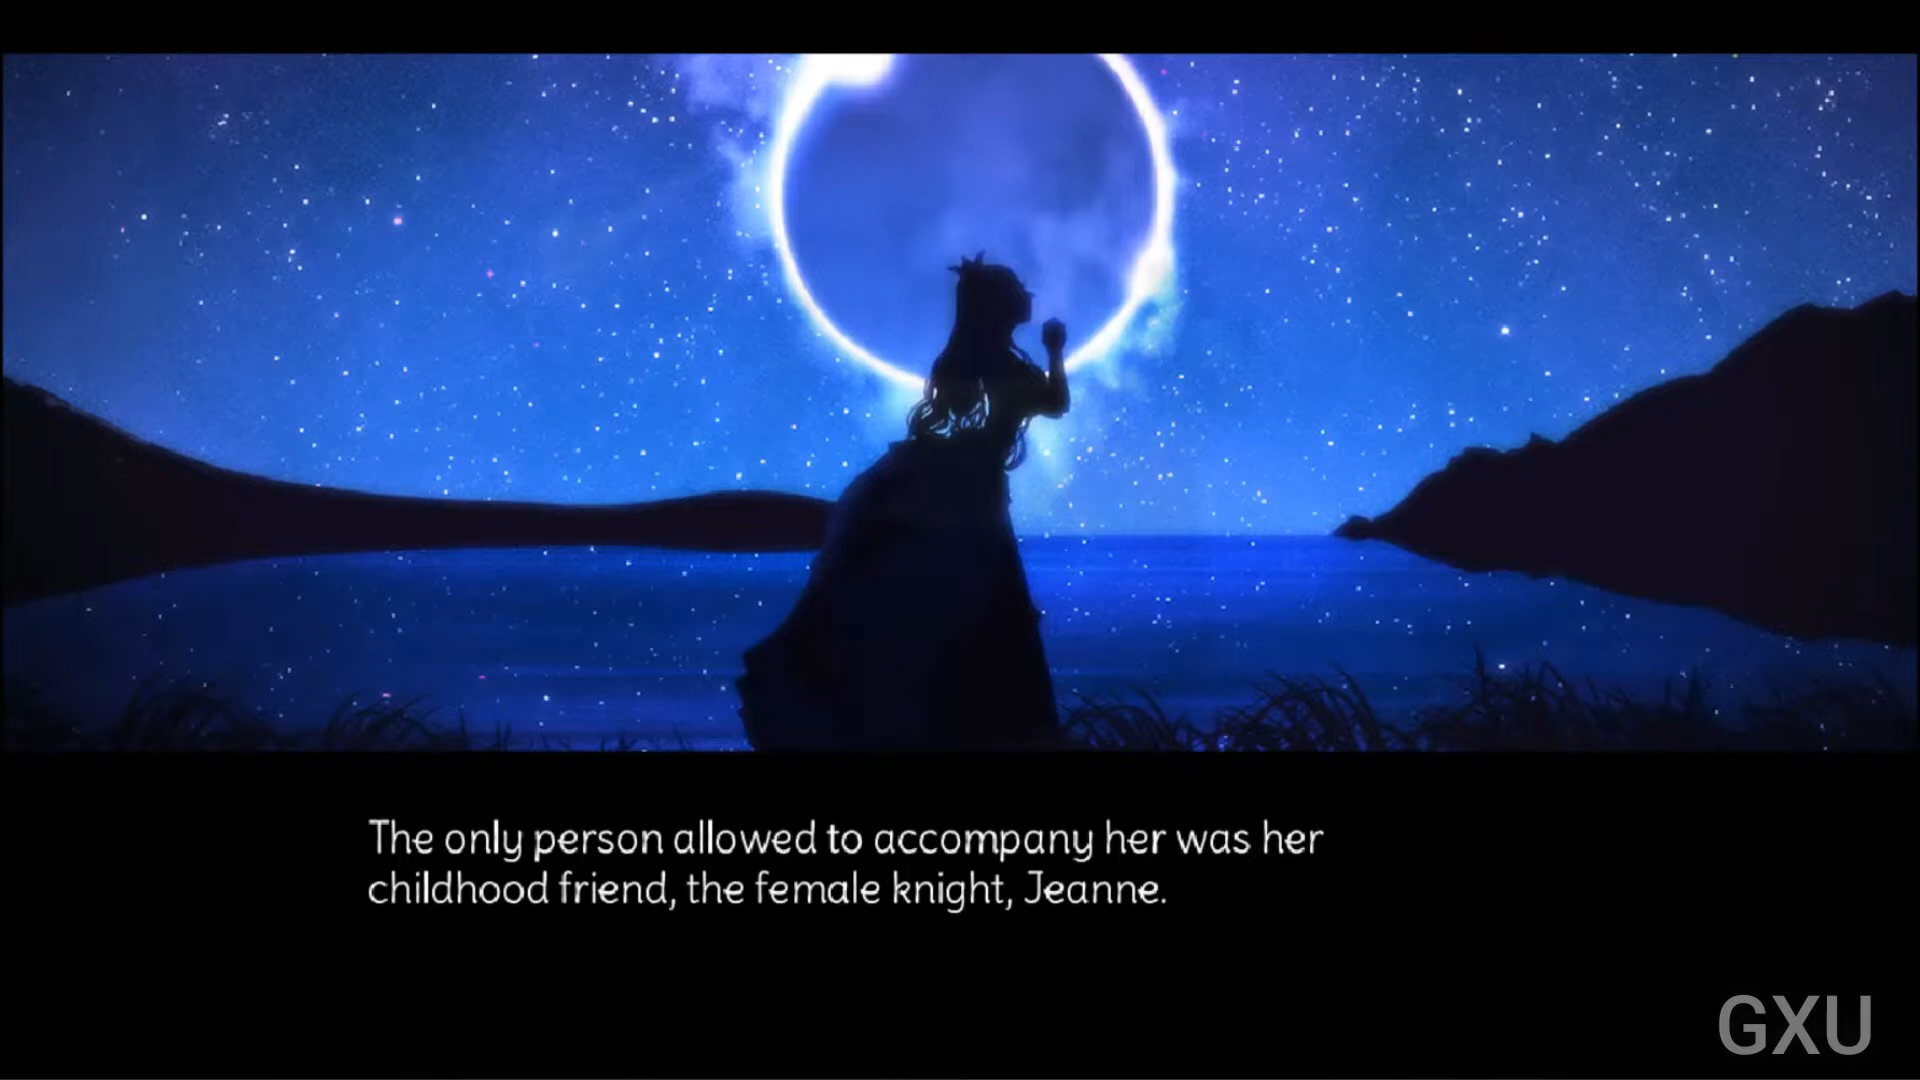 The only person allowed to accompany her was her
childhood friend, the female knight, Jeanne.
GXU